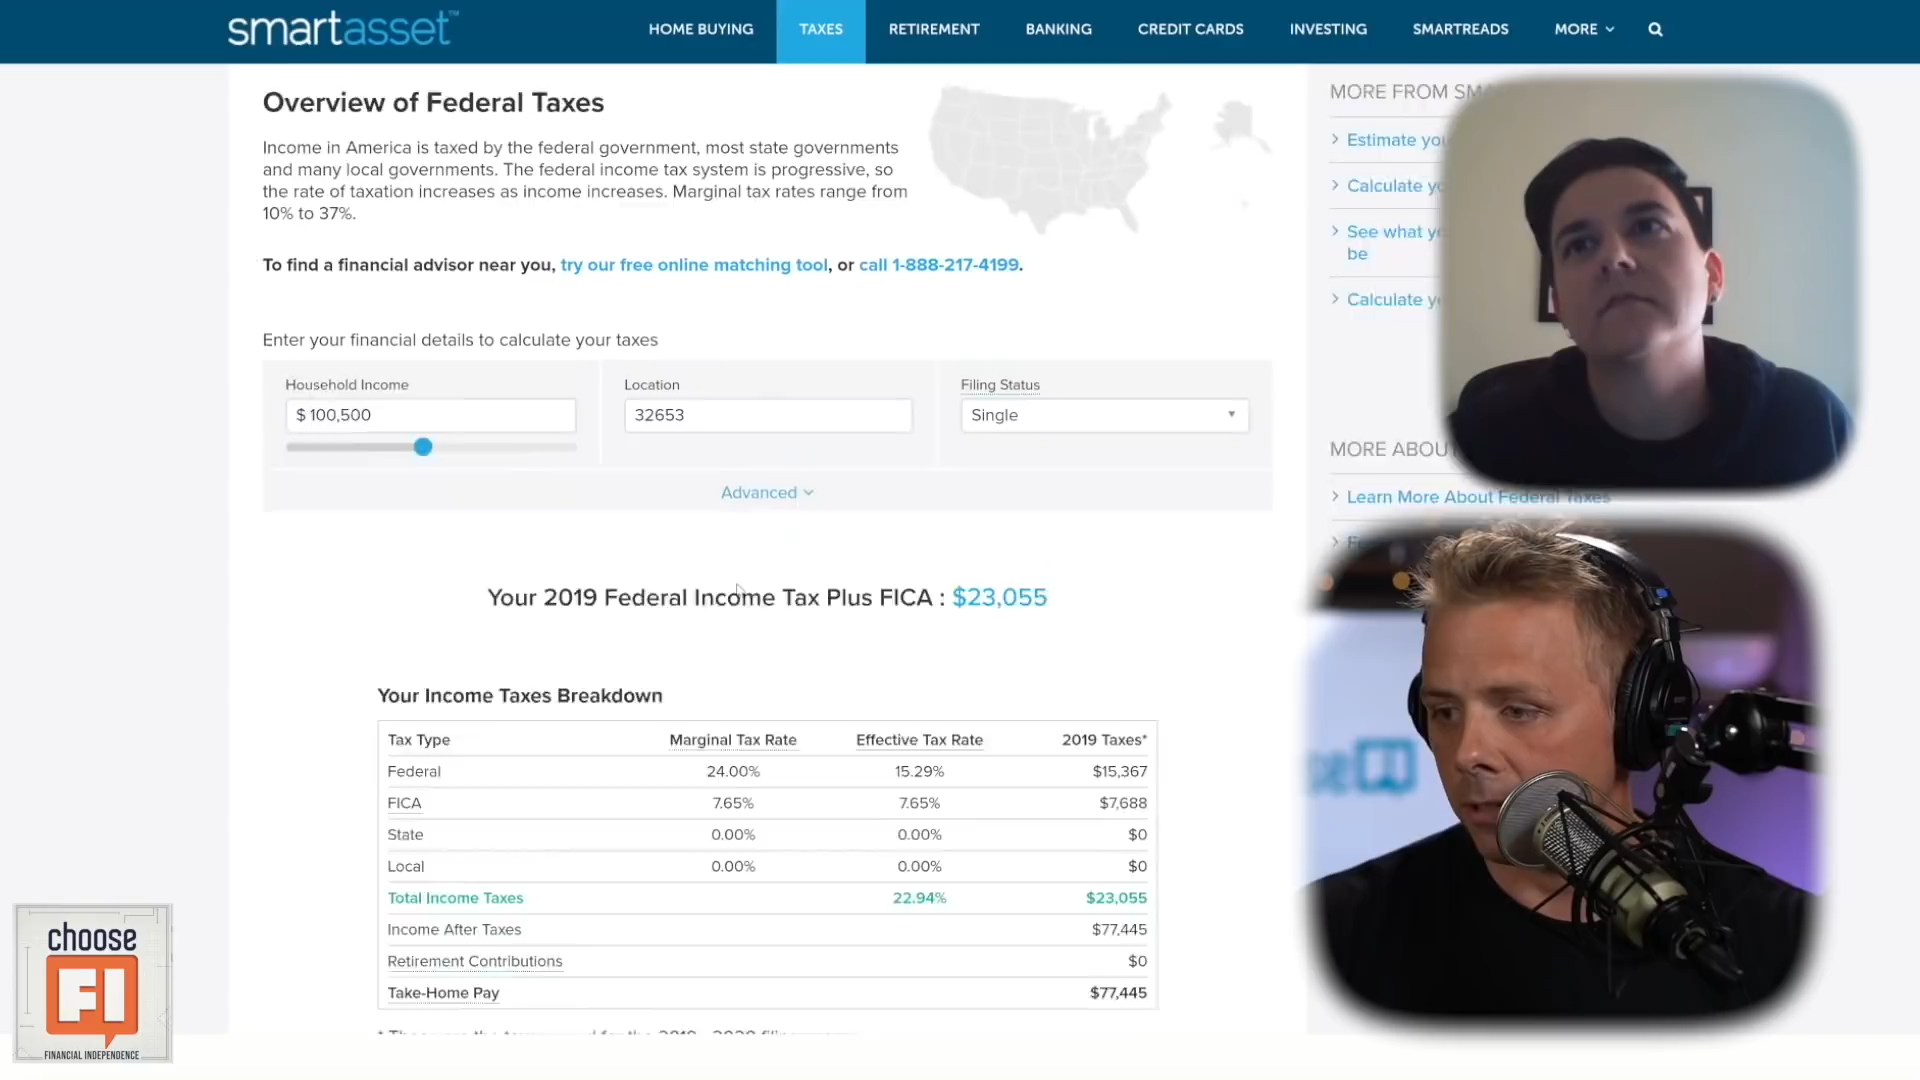 smartasset™
HOME BUYING TAXES RETIREMENT BANKING CREDIT CARDS INVESTING SMARTREADS MORE
Overview of Federal Taxes
Income in America is taxed by the federal government, most state governments
and many local governments. The federal income tax system is progressive, so
the rate of taxation increases as income increases. Marginal tax rates range from
10% to 37%.
To find a financial advisor near you, try our free online matching tool, or call 1-888-217-4199.
Enter your financial details to calculate your taxes
Household Income Location Filing Status
$ 100,500 32653 Single
Advanced
Your 2019 Federal Income Tax Plus FICA : $23,055
Your Income Taxes Breakdown
Tax Type Marginal Tax Rate Effective Tax Rate 2019 Taxes*
Federal 24.00% 15.29% $15,367
FICA 7.65% 7.65% $7,688
State 0.00% 0.00% $0
Local 0.00% 0.00% $0
Total Income Taxes 22.94% $23,055
Income After Taxes $77,445
Retirement Contributions $0
Take-Home Pay $77,445
MORE FROM
Estimate
Calculate
See what
be
Calculate
MORE
Learn More About Federal Taxes
choose
FI
FINANCIAL INDEPENDENCE